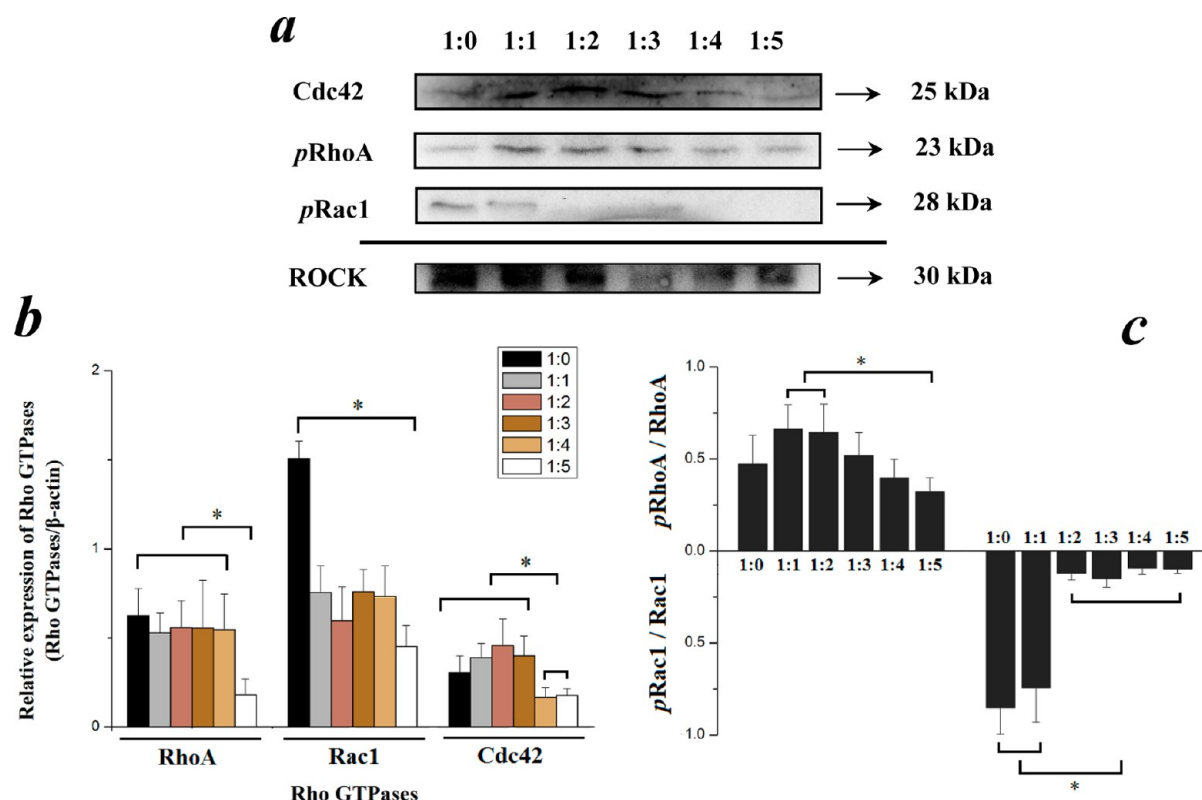 a
1:0 1:1 1:2 1:3 1:4 1:5
Cdc42 25 kDa
pRhoA 23 kDa
pRac1 28 kDa
ROCK 30 kDa
b
Relative expression of Rho GTPases
(Rho GTPases/β-actin)
2
1
0
1:0
1:1
1:2
1:3
1:4
1:5
*
*
*
RhoA Rac1 Cdc42
Rho GTPases
c
pRhoA / RhoA
pRac1 / Rac1
1.0
0.5
0.0
0.5
1.0
*
1:0 1:1 1:2 1:3 1:4 1:5
1:0 1:1 1:2 1:3 1:4 1:5
*